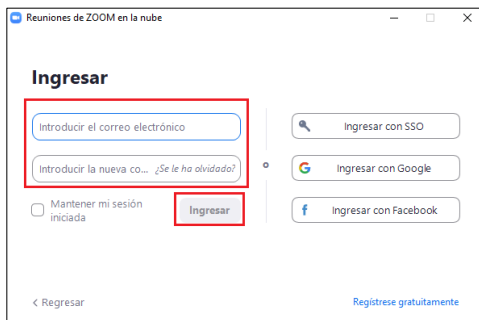 Reuniones de ZOOM en la nube
Ingresar
Introducir el correo electrónico
Introducir la nueva co... ¿Se le ha olvidado?
Mantener mi sesión
iniciada
Ingresar
o
Ingresar con SSO
Ingresar con Google
Ingresar con Facebook
< Regresar
Regístrese gratuitamente